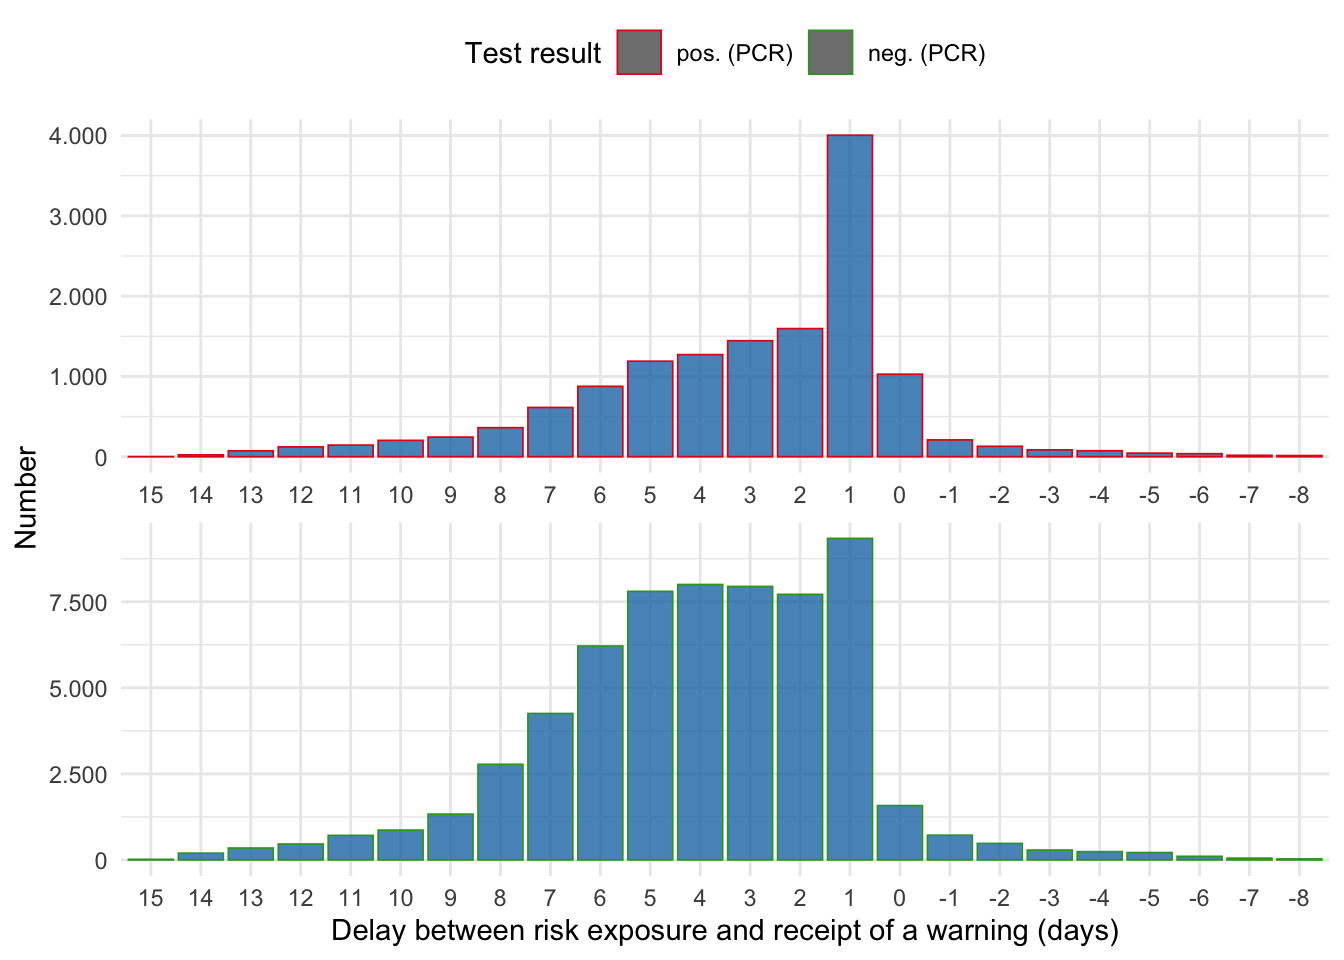 Test result pos. (PCR) neg. (PCR)
4.000
3.000
2.000
1.000
0
15 14 13 12 11 10 9 8 7 6 5 4 3 2 1 0 -1 -2 -3 -4 -5 -6 -7 -8
Number
7.500
5.000
2.500
0
15 14 13 12 11 10 9 8 7 6 5 4 3 2 1 0 -1 -2 -3 -4 -5 -6 -7 -8
Delay between risk exposure and receipt of a warning (days)